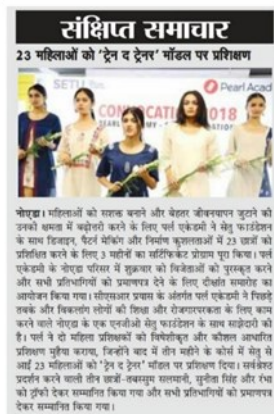 संक्षिप्त समाचार
23 महिलाओं को 'ट्रेन द ट्रेनर' मॉडल पर प्रशिक्षण
SETU
Pearl Acad
CONVOCATION 2018
PEARL ACADEMY
नोएडा। महिलाओं को सशक्त बनाने और बेहतर जीवनयापन जुटाने की
उनकी क्षमता में बढ़ोत्तरी करने के लिए पर्ल एकेडमी ने सेतु फाउंडेशन
के साथ डिजाइन, पैटर्न मेकिंग और निर्माण कुशलताओं में 23 छात्रों को
प्रशिक्षित करने के लिए 3 महीनों का सर्टिफिकेट प्रोग्राम पूरा किया। पर्ल
एकेडमी के नोएडा परिसर में शुक्रवार को विजेताओं को पुरस्कृत करने
और सभी प्रतिभागियों को प्रमाणपत्र देने के लिए दीक्षांत समारोह का
आयोजन किया गया। सीएसआर प्रयास के अंतर्गत पर्ल एकेडमी ने पिछड़े
तबके और विकलांग लोगों की शिक्षा और रोजगारपरकता के लिए काम
करने वाले नोएडा के एक एनजीओ सेतु फाउंडेशन के साथ साझेदारी की
है। पर्ल ने दो महिला प्रशिक्षकों को विशेषीकृत और कौशल आधारित
प्रशिक्षण मुहैया कराया, जिन्होंने बाद में तीन महीने के कोर्स में सेतु से
आईं 23 महिलाओं को 'ट्रेन द ट्रेनर' मॉडल पर प्रशिक्षण दिया। सर्वश्रेष्ठ
प्रदर्शन करने वाली तीन छात्रों-तबस्सुम सलमानी, सुनीता सिंह और रंभा
को ट्रॉफी देकर सम्मानित किया गया और सभी प्रतिभागियों को प्रमाणपत्र
देकर सम्मानित किया गया।